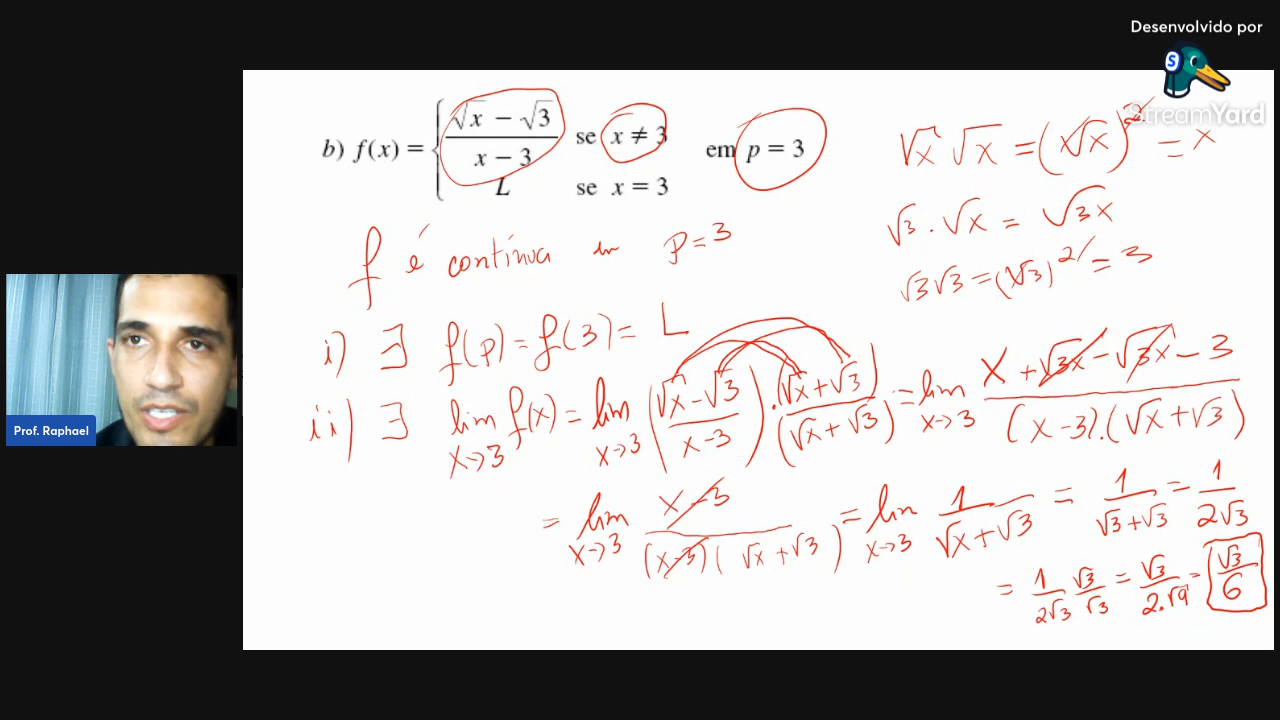 Desenvolvido por
S
StreamYard
b) f(x) = { (√x − √3)/(x − 3) se x ≠ 3
L se x = 3
em p = 3
√x √x = (√x)² = x
√3 . √x = √3x
√3√3 = (√3)² = 3
f é contínua em p=3
i) ∃ f(p) = f(3) = L
ii) ∃ lim x→3 f(x) = lim x→3 ((√x − √3)/(x−3)) . (√x + √3)/(√x + √3) = lim x→3 (x + √3x − √3x − 3)/((x−3).(√x + √3))
= lim x→3 (x−3)/((x−3)(√x + √3)) = lim x→3 1/(√x + √3) = 1/(√3+√3) = 1/(2√3)
= 1/(2√3) √3/√3 = √3/(2.√9) = √3/6
Prof. Raphael